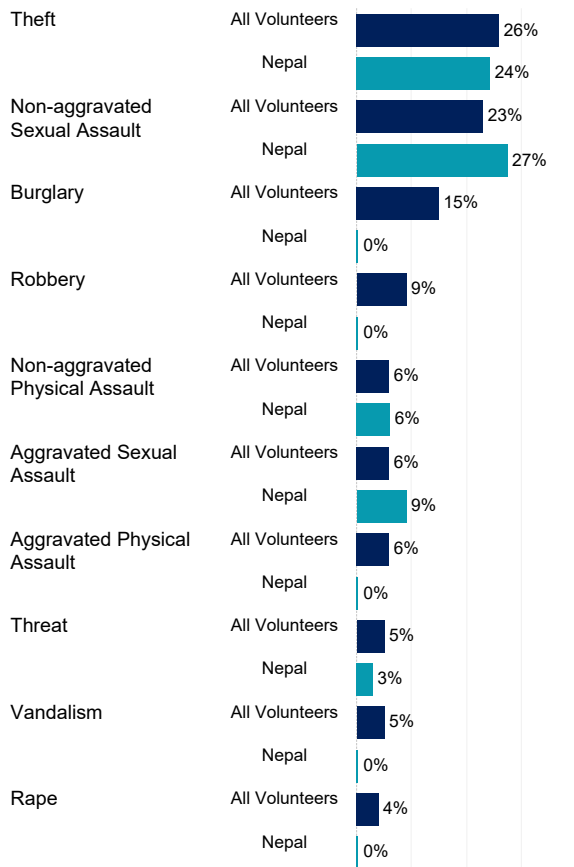 Theft All Volunteers 26%
Nepal 24%
Non-aggravated All Volunteers 23%
Sexual Assault
Nepal 27%
Burglary All Volunteers 15%
Nepal 0%
Robbery All Volunteers 9%
Nepal 0%
Non-aggravated All Volunteers 6%
Physical Assault
Nepal 6%
Aggravated Sexual All Volunteers 6%
Assault
Nepal 9%
Aggravated Physical All Volunteers 6%
Assault
Nepal 0%
Threat All Volunteers 5%
Nepal 3%
Vandalism All Volunteers 5%
Nepal 0%
Rape All Volunteers 4%
Nepal 0%